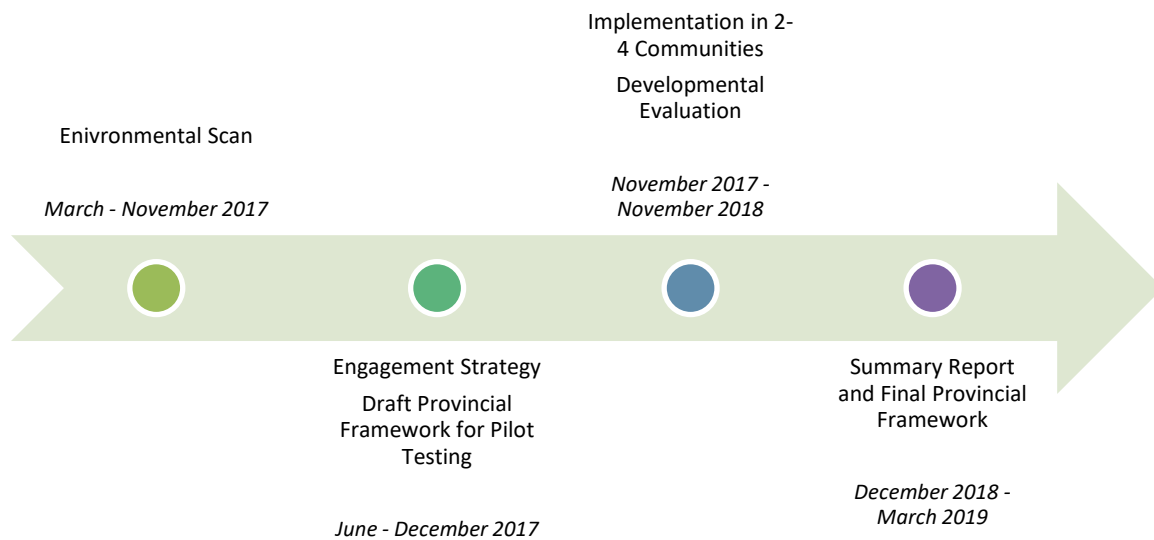 Enivronmental Scan
March - November 2017
Engagement Strategy
Draft Provincial
Framework for Pilot
Testing
June - December 2017
Implementation in 2-
4 Communities
Developmental
Evaluation
November 2017 -
November 2018
Summary Report
and Final Provincial
Framework
December 2018 -
March 2019